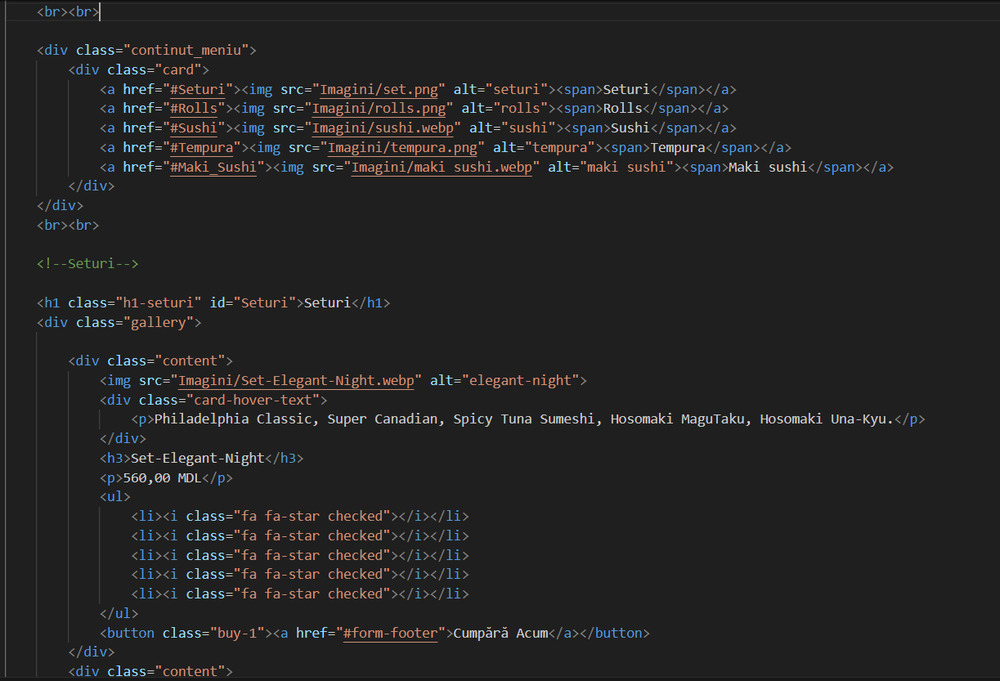 <br><br>
<div class="continut_meniu">
<div class="card">
<a href="#Seturi"><img src="Imagini/set.png" alt="seturi"><span>Seturi</span></a>
<a href="#Rolls"><img src="Imagini/rolls.png" alt="rolls"><span>Rolls</span></a>
<a href="#Sushi"><img src="Imagini/sushi.webp" alt="sushi"><span>Sushi</span></a>
<a href="#Tempura"><img src="Imagini/tempura.png" alt="tempura"><span>Tempura</span></a>
<a href="#Maki_Sushi"><img src="Imagini/maki sushi.webp" alt="maki sushi"><span>Maki sushi</span></a>
</div>
</div>
<br><br>
<!--Seturi-->
<h1 class="h1-seturi" id="Seturi">Seturi</h1>
<div class="gallery">
<div class="content">
<img src="Imagini/Set-Elegant-Night.webp" alt="elegant-night">
<div class="card-hover-text">
<p>Philadelphia Classic, Super Canadian, Spicy Tuna Sumeshi, Hosomaki MaguTaku, Hosomaki Una-Kyu.</p>
</div>
<h3>Set-Elegant-Night</h3>
<p>560,00 MDL</p>
<ul>
<li><i class="fa fa-star checked"></i></li>
<li><i class="fa fa-star checked"></i></li>
<li><i class="fa fa-star checked"></i></li>
<li><i class="fa fa-star checked"></i></li>
<li><i class="fa fa-star checked"></i></li>
</ul>
<button class="buy-1"><a href="#form-footer">Cumpără Acum</a></button>
</div>
<div class="content">